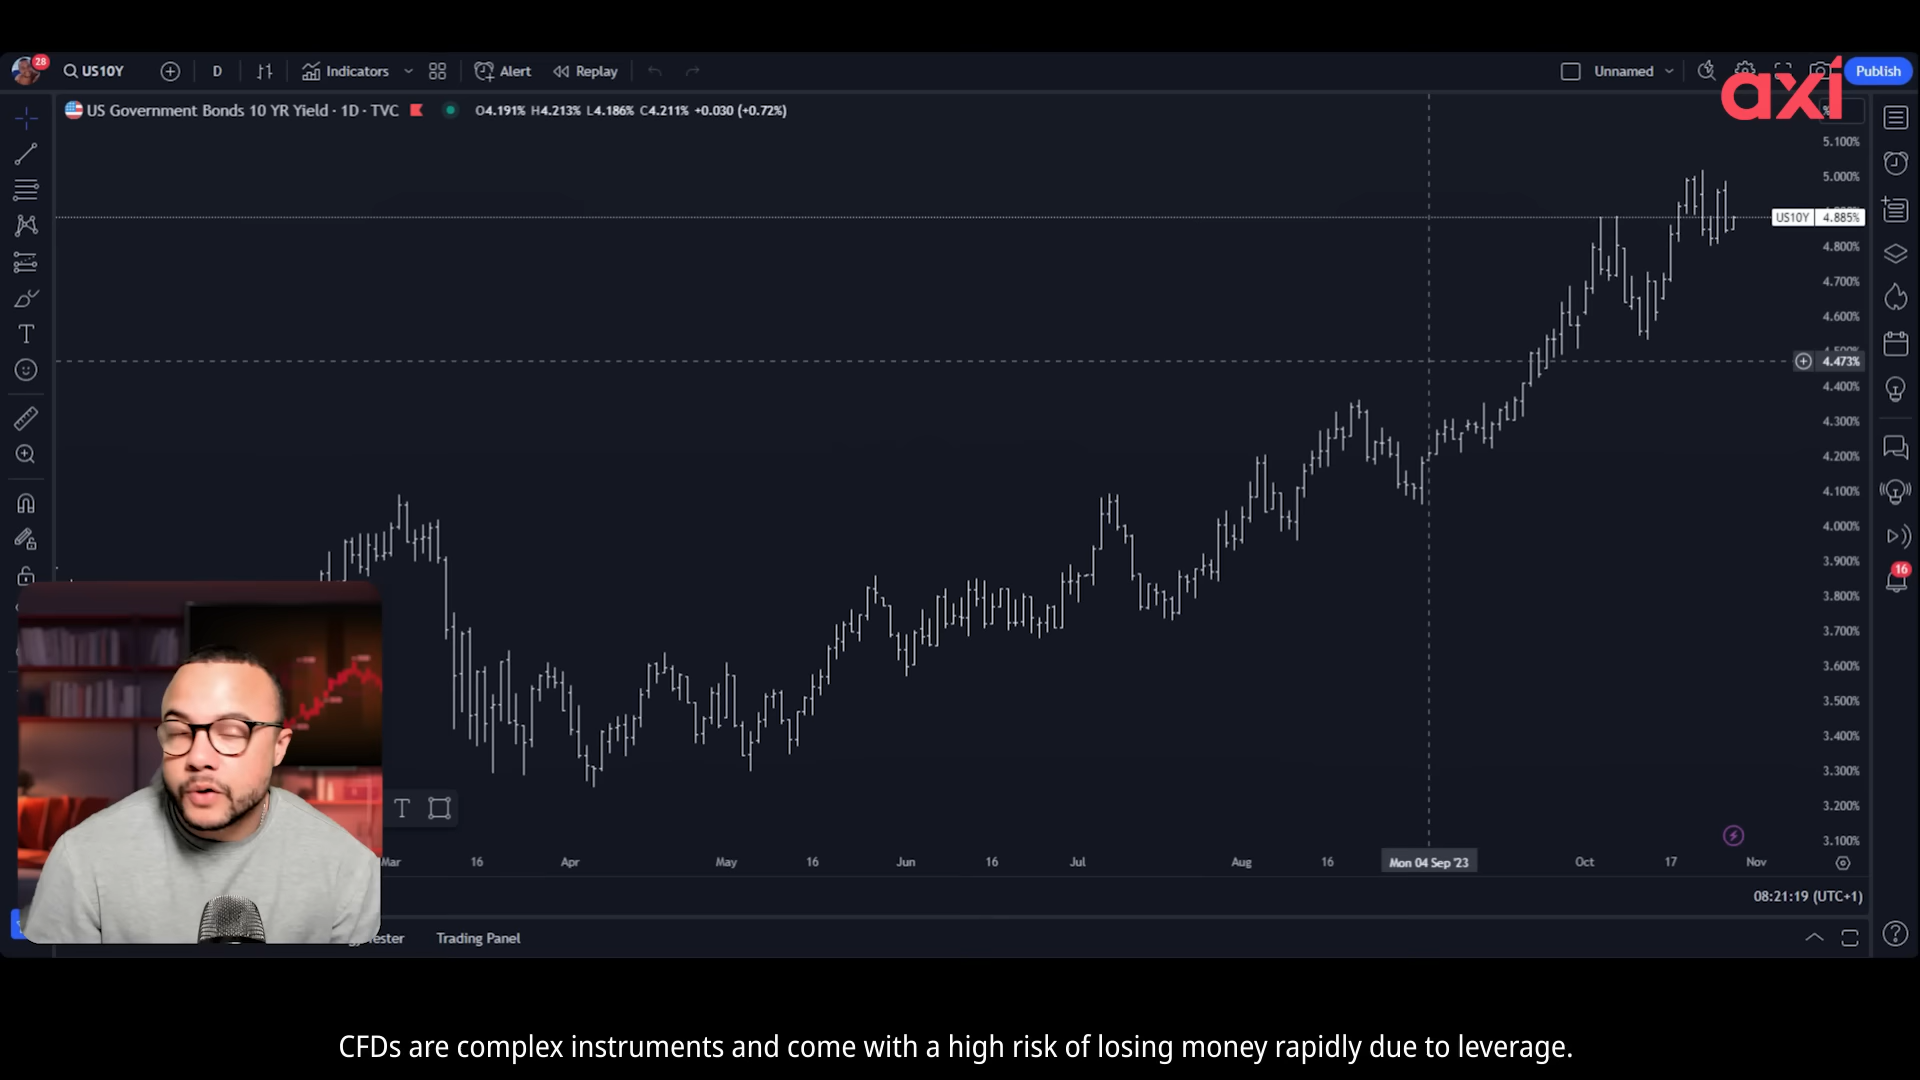 28
US10Y
D
Indicators
Alert
Replay
Unnamed
Publish
axi
US Government Bonds 10 YR Yield · 1D · TVC
O4.191% H4.213% L4.186% C4.211% +0.030 (+0.72%)
%
5.100%
5.000%
US10Y 4.885%
4.800%
4.700%
4.600%
4.473%
4.400%
4.300%
4.200%
4.100%
4.000%
3.900%
3.800%
3.700%
3.600%
3.500%
3.400%
3.300%
3.200%
3.100%
16
T
Mar 16 Apr May 16 Jun 16 Jul Aug 16 Mon 04 Sep '23 Oct 17 Nov
08:21:19 (UTC+1)
Trading Panel
CFDs are complex instruments and come with a high risk of losing money rapidly due to leverage.